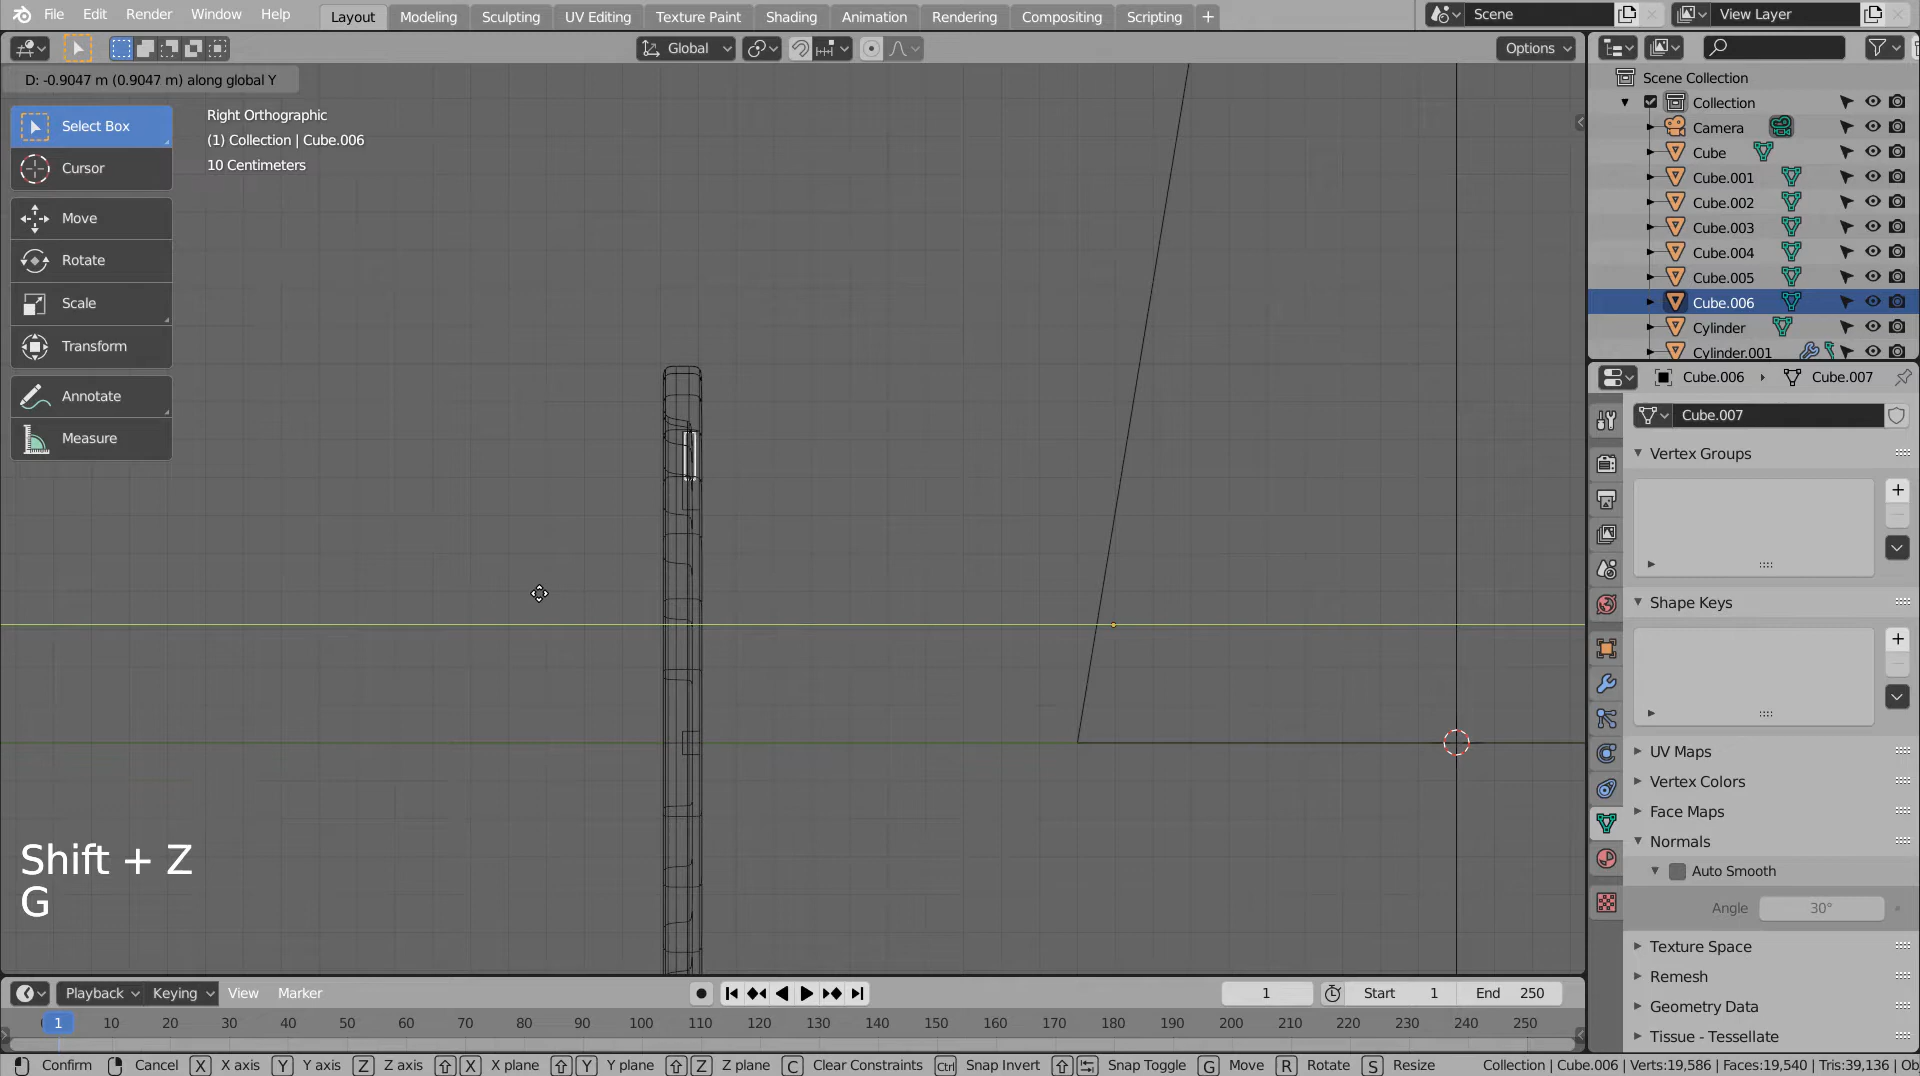 File Edit Render Window Help Layout Modeling Sculpting UV Editing Texture Paint Shading Animation Rendering Compositing Scripting + Scene View Layer
Global Options
D: -0.9047 m (0.9047 m) along global Y
Right Orthographic
(1) Collection | Cube.006
10 Centimeters
Select Box
Cursor
Move
Rotate
Scale
Transform
Annotate
Measure
Shift + Z
G
Scene Collection
Collection
Camera
Cube
Cube.001
Cube.002
Cube.003
Cube.004
Cube.005
Cube.006
Cylinder
Cylinder.001
Cube.006 Cube.007
Cube.007
Vertex Groups
Shape Keys
UV Maps
Vertex Colors
Face Maps
Normals
Auto Smooth
Angle 30°
Texture Space
Remesh
Geometry Data
Tissue - Tessellate
Playback Keying View Marker 1 Start 1 End 250
1 10 20 30 40 50 60 70 80 90 100 110 120 130 140 150 160 170 180 190 200 210 220 230 240 250
Confirm Cancel X X axis Y Y axis Z Z axis X X plane Y Y plane Z Z plane C Clear Constraints Ctrl Snap Invert Snap Toggle G Move R Rotate S Resize Collection | Cube.006 | Verts:19,586 | Faces:19,540 | Tris:39,136 | Ob